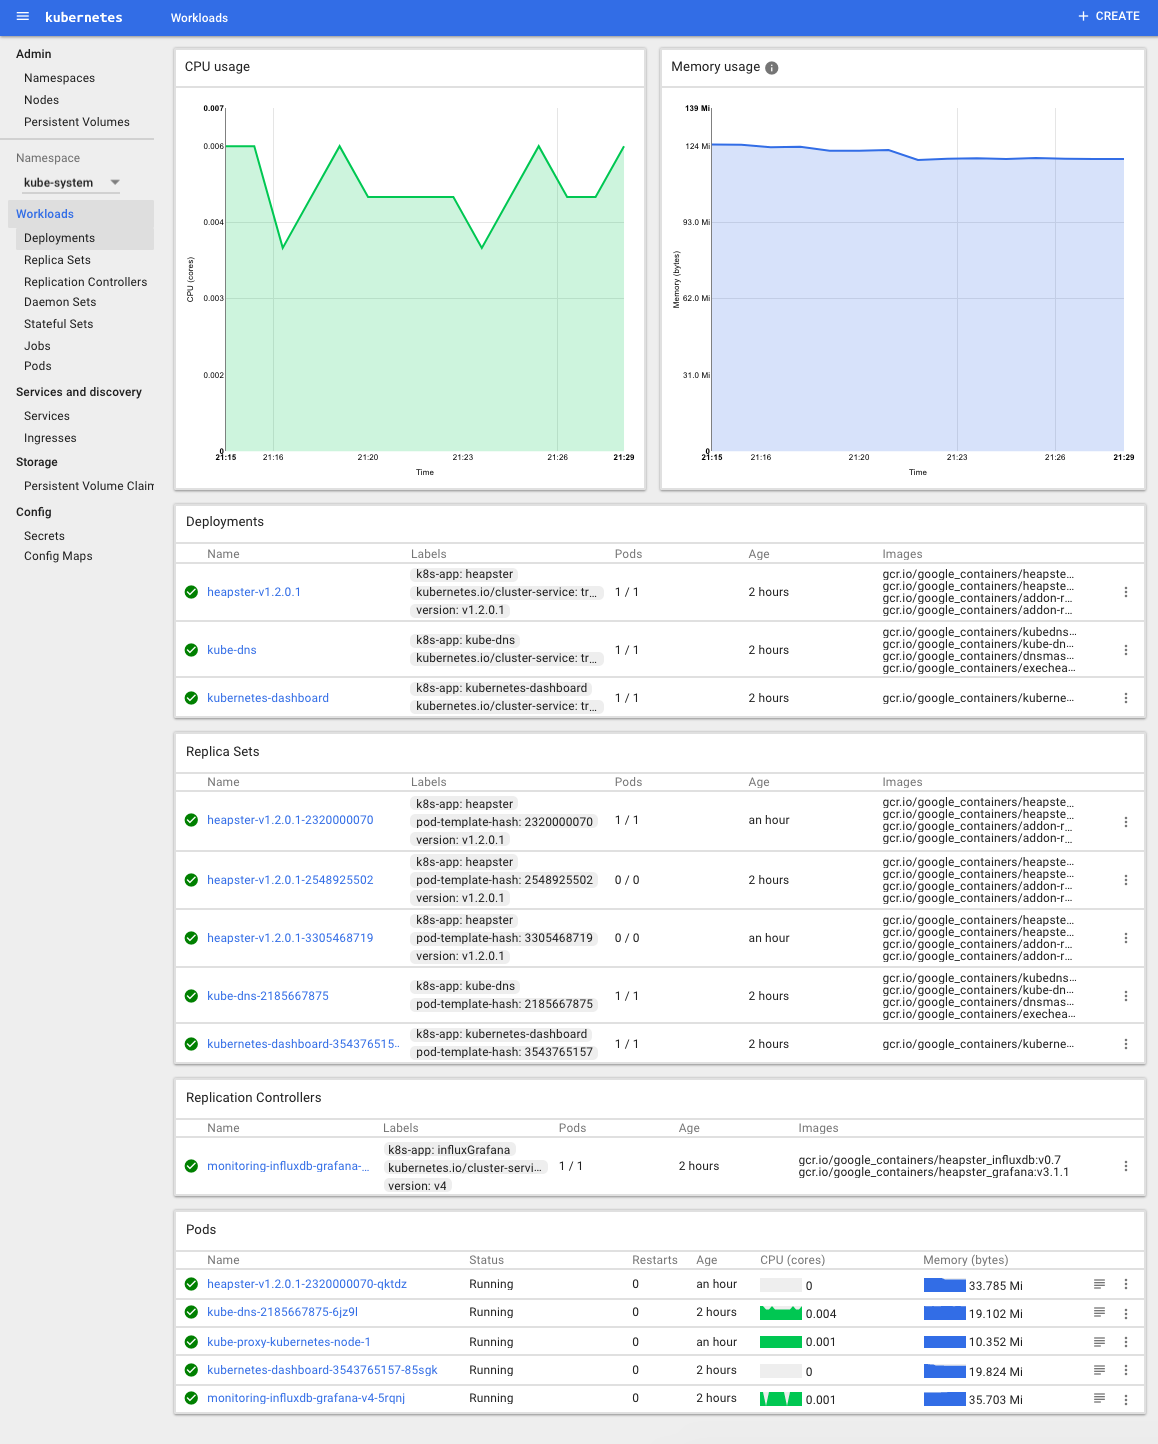 kubernetes Workloads + CREATE
Admin
Namespaces
Nodes
Persistent Volumes
Namespace
kube-system
Workloads
Deployments
Replica Sets
Replication Controllers
Daemon Sets
Stateful Sets
Jobs
Pods
Services and discovery
Services
Ingresses
Storage
Persistent Volume Claim
Config
Secrets
Config Maps
CPU usage
0.007
0.006
0.004
0.003
0.002
0
CPU (cores)
21:15 21:16 21:20 21:23 21:26 21:29
Time
Memory usage
139 Mi
124 Mi
93.0 Mi
62.0 Mi
31.0 Mi
0
Memory (bytes)
21:15 21:16 21:20 21:23 21:26 21:29
Time
Deployments
Name Labels Pods Age Images
heapster-v1.2.0.1
k8s-app: heapster
kubernetes.io/cluster-service: tr…
version: v1.2.0.1
1 / 1
2 hours
gcr.io/google_containers/heapste…
gcr.io/google_containers/heapste…
gcr.io/google_containers/addon-r…
gcr.io/google_containers/addon-r…
kube-dns
k8s-app: kube-dns
kubernetes.io/cluster-service: tr…
1 / 1
2 hours
gcr.io/google_containers/kubedns…
gcr.io/google_containers/kube-dn…
gcr.io/google_containers/dnsmas…
gcr.io/google_containers/exechea…
kubernetes-dashboard
k8s-app: kubernetes-dashboard
kubernetes.io/cluster-service: tr…
1 / 1
2 hours
gcr.io/google_containers/kuberne…
Replica Sets
Name Labels Pods Age Images
heapster-v1.2.0.1-2320000070
k8s-app: heapster
pod-template-hash: 2320000070
version: v1.2.0.1
1 / 1
an hour
gcr.io/google_containers/heapste…
gcr.io/google_containers/heapste…
gcr.io/google_containers/addon-r…
gcr.io/google_containers/addon-r…
heapster-v1.2.0.1-2548925502
k8s-app: heapster
pod-template-hash: 2548925502
version: v1.2.0.1
0 / 0
2 hours
gcr.io/google_containers/heapste…
gcr.io/google_containers/heapste…
gcr.io/google_containers/addon-r…
gcr.io/google_containers/addon-r…
heapster-v1.2.0.1-3305468719
k8s-app: heapster
pod-template-hash: 3305468719
version: v1.2.0.1
0 / 0
an hour
gcr.io/google_containers/heapste…
gcr.io/google_containers/heapste…
gcr.io/google_containers/addon-r…
gcr.io/google_containers/addon-r…
kube-dns-2185667875
k8s-app: kube-dns
pod-template-hash: 2185667875
1 / 1
2 hours
gcr.io/google_containers/kubedns…
gcr.io/google_containers/kube-dn…
gcr.io/google_containers/dnsmas…
gcr.io/google_containers/exechea…
kubernetes-dashboard-354376515…
k8s-app: kubernetes-dashboard
pod-template-hash: 3543765157
1 / 1
2 hours
gcr.io/google_containers/kuberne…
Replication Controllers
Name Labels Pods Age Images
monitoring-influxdb-grafana-…
k8s-app: influxGrafana
kubernetes.io/cluster-servi…
version: v4
1 / 1
2 hours
gcr.io/google_containers/heapster_influxdb:v0.7
gcr.io/google_containers/heapster_grafana:v3.1.1
Pods
Name Status Restarts Age CPU (cores) Memory (bytes)
heapster-v1.2.0.1-2320000070-qktdz Running 0 an hour 0 33.785 Mi
kube-dns-2185667875-6jz9l Running 0 2 hours 0.004 19.102 Mi
kube-proxy-kubernetes-node-1 Running 0 an hour 0.001 10.352 Mi
kubernetes-dashboard-3543765157-85sgk Running 0 2 hours 0 19.824 Mi
monitoring-influxdb-grafana-v4-5rqnj Running 0 2 hours 0.001 35.703 Mi